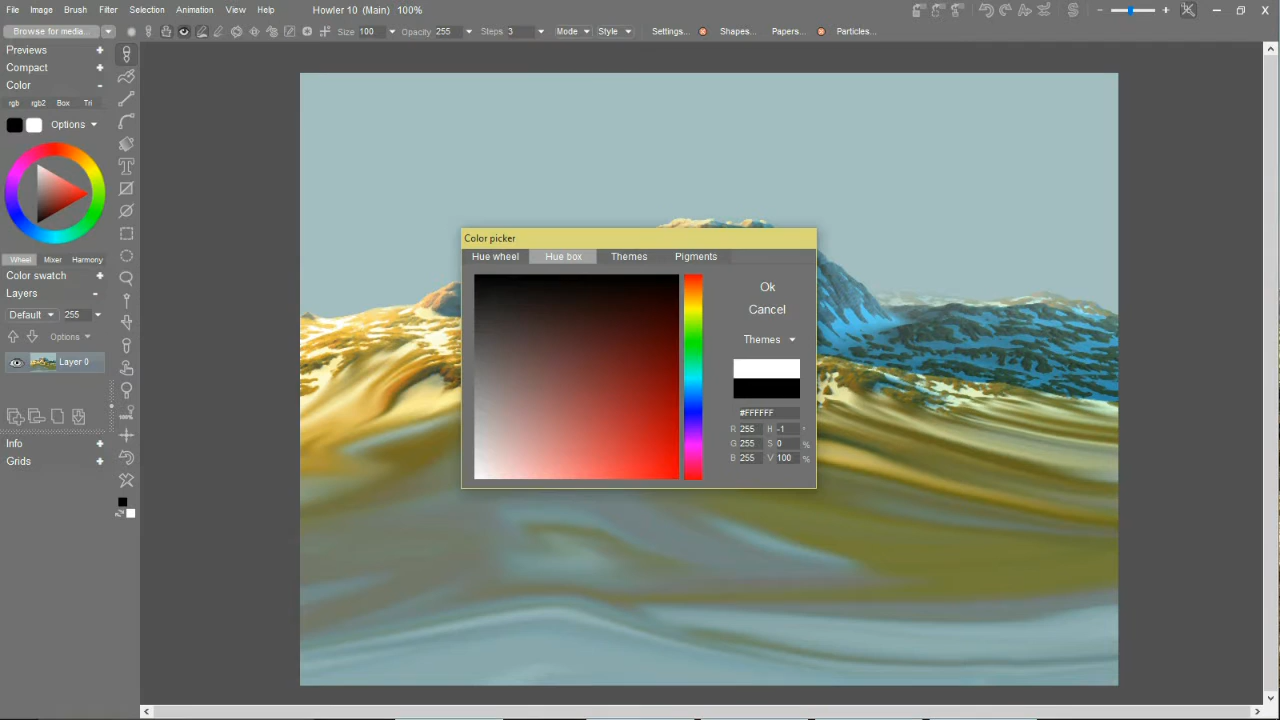 File Image Brush Filter Selection Animation View Help Howler 10 (Main) 100%
Browse for media... Size 100 Opacity 255 Steps 3 Mode Style Settings... Shapes... Papers... Particles...
Previews
Compact
Color
rgb rgb2 Box Tri
Options
Wheel Mixer Harmony
Color swatch
Layers
Default 255
Options
Layer 0
Info
Grids
Color picker
Hue wheel Hue box Themes Pigments
Ok
Cancel
Themes
#FFFFFF
R 255 H -1 °
G 255 S 0 %
B 255 V 100 %